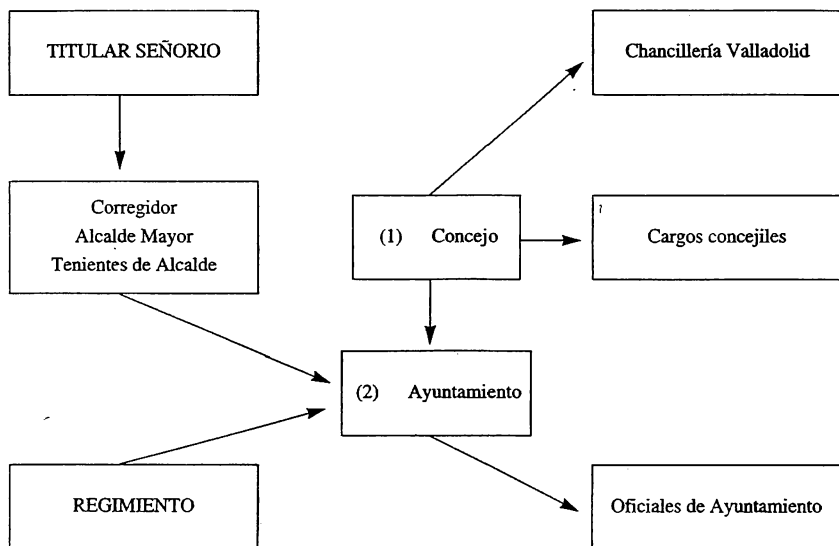 TITULAR SEÑORIO
Chancillería Valladolid
Corregidor
Alcalde Mayor
Tenientes de Alcalde
(1) Concejo
Cargos concejiles
(2) Ayuntamiento
REGIMIENTO
Oficiales de Ayuntamiento